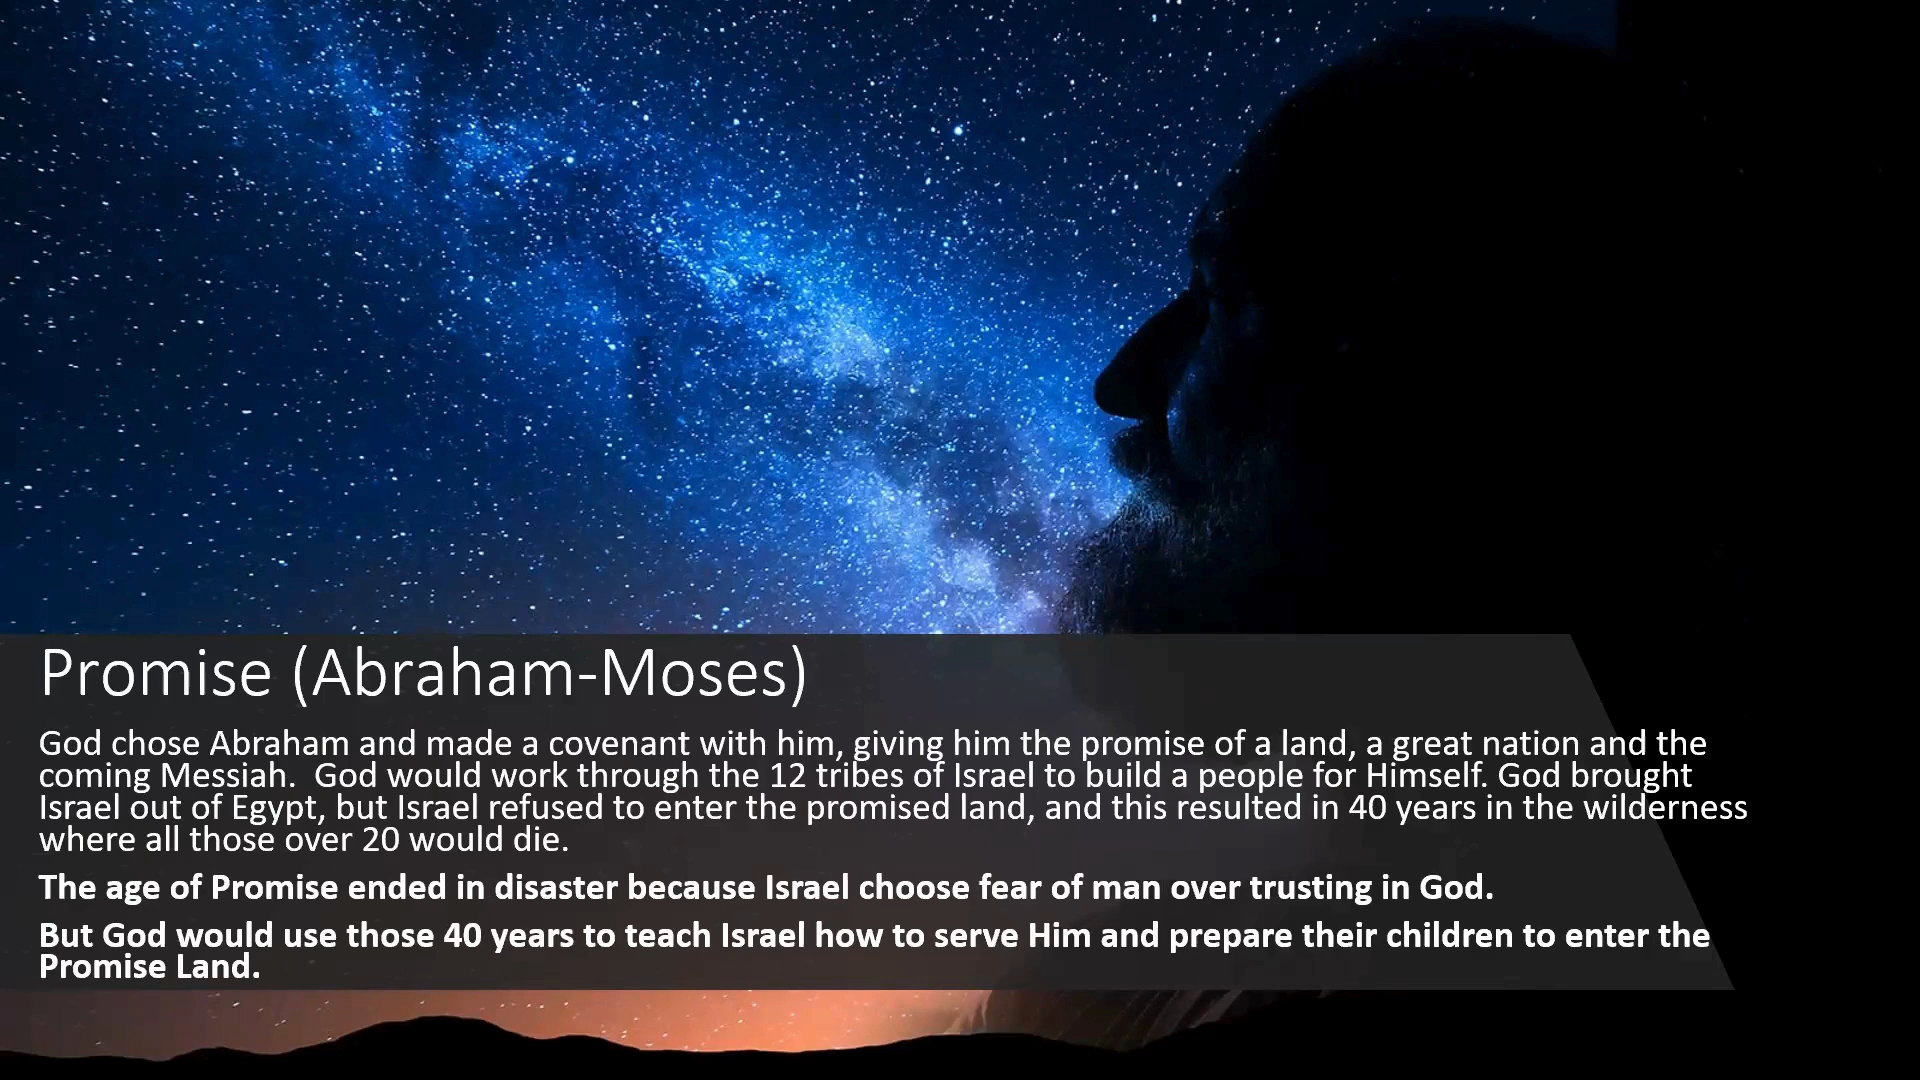 Promise (Abraham-Moses)
God chose Abraham and made a covenant with him, giving him the promise of a land, a great nation and the
coming Messiah.  God would work through the 12 tribes of Israel to build a people for Himself. God brought
Israel out of Egypt, but Israel refused to enter the promised land, and this resulted in 40 years in the wilderness
where all those over 20 would die.
The age of Promise ended in disaster because Israel choose fear of man over trusting in God.
But God would use those 40 years to teach Israel how to serve Him and prepare their children to enter the
Promise Land.